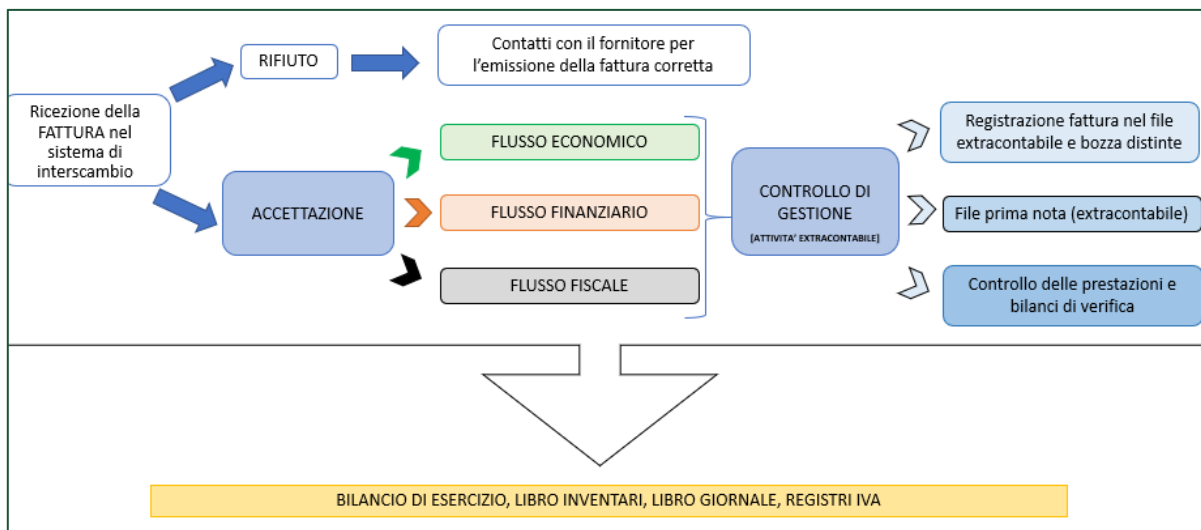 Ricezione della
FATTURA nel
sistema di
interscambio
RIFIUTO
Contatti con il fornitore per
l'emissione della fattura corretta
ACCETTAZIONE
FLUSSO ECONOMICO
FLUSSO FINANZIARIO
FLUSSO FISCALE
CONTROLLO DI
GESTIONE
[ATTIVITA' EXTRACONTABILE]
Registrazione fattura nel file
extracontabile e bozza distinte
File prima nota (extracontabile)
Controllo delle prestazioni e
bilanci di verifica
BILANCIO DI ESERCIZIO, LIBRO INVENTARI, LIBRO GIORNALE, REGISTRI IVA